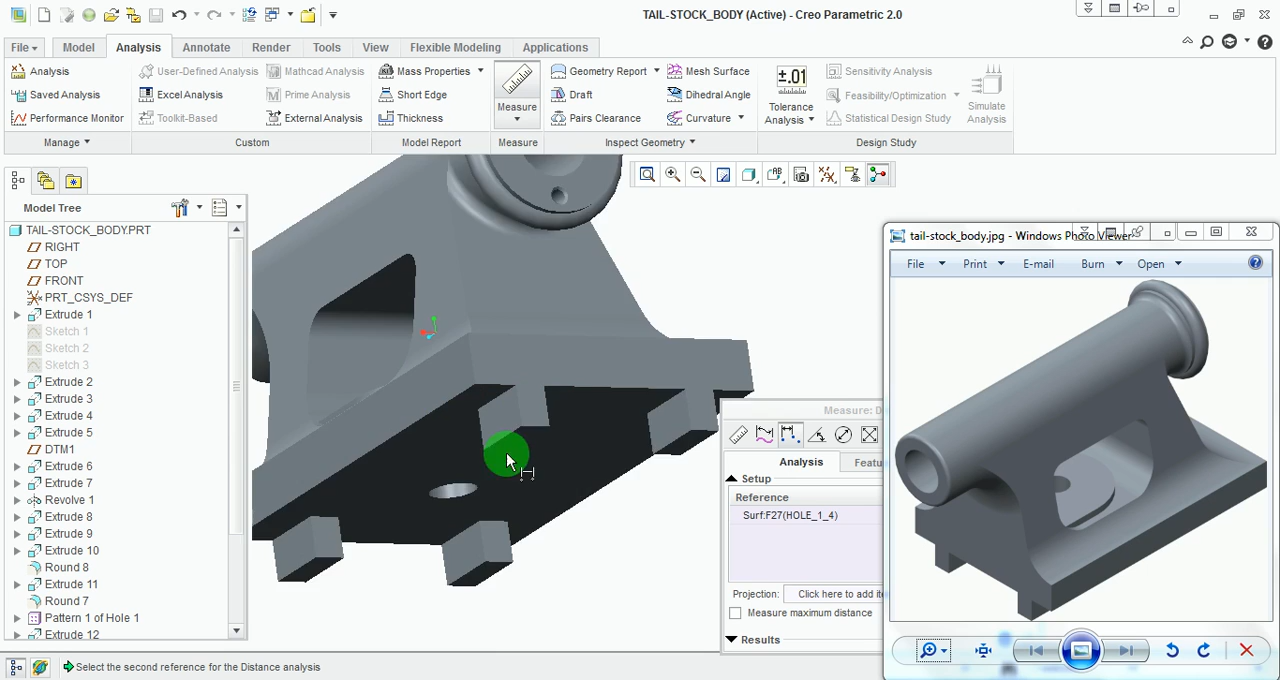 TAIL-STOCK_BODY (Active) - Creo Parametric 2.0
File
Model
Analysis
Annotate
Render
Tools
View
Flexible Modeling
Applications
Analysis
Saved Analysis
Performance Monitor
Manage
User-Defined Analysis
Excel Analysis
Toolkit-Based
Mathcad Analysis
Prime Analysis
External Analysis
Custom
Mass Properties
Short Edge
Thickness
Model Report
Measure
Measure
Geometry Report
Draft
Pairs Clearance
Mesh Surface
Dihedral Angle
Curvature
Inspect Geometry
±.01
Tolerance
Analysis
Sensitivity Analysis
Feasibility/Optimization
Statistical Design Study
Simulate
Analysis
Design Study
Model Tree
TAIL-STOCK_BODY.PRT
RIGHT
TOP
FRONT
PRT_CSYS_DEF
Extrude 1
Sketch 1
Sketch 2
Sketch 3
Extrude 2
Extrude 3
Extrude 4
Extrude 5
DTM1
Extrude 6
Extrude 7
Revolve 1
Extrude 8
Extrude 9
Extrude 10
Round 8
Extrude 11
Round 7
Pattern 1 of Hole 1
Extrude 12
Measure: D
Analysis
Featu
Setup
Reference
Surf:F27(HOLE_1_4)
Projection:
Click here to add ite
Measure maximum distance
Results
tail-stock_body.jpg - Windows Photo Viewer
File
Print
E-mail
Burn
Open
Select the second reference for the Distance analysis